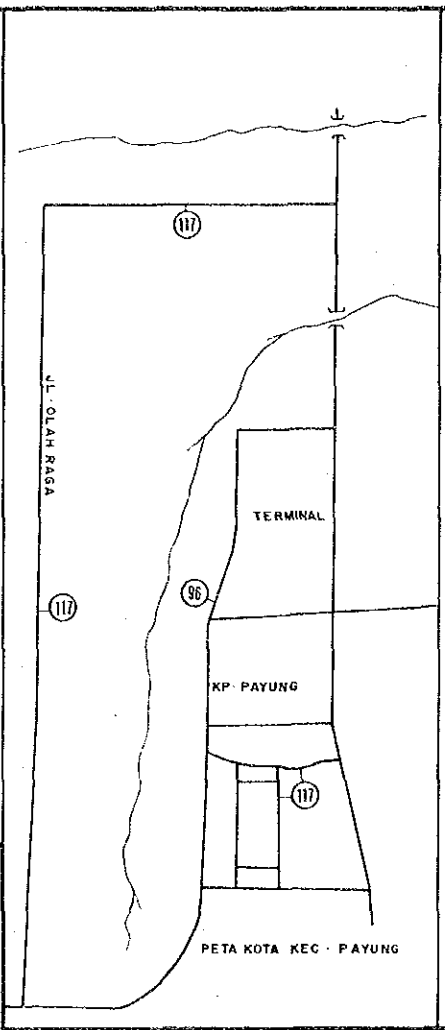 117
JL · OLAH RAGA
TERMINAL
96
117
KP · PAYUNG
117
PETA KOTA KEC · PAYUNG